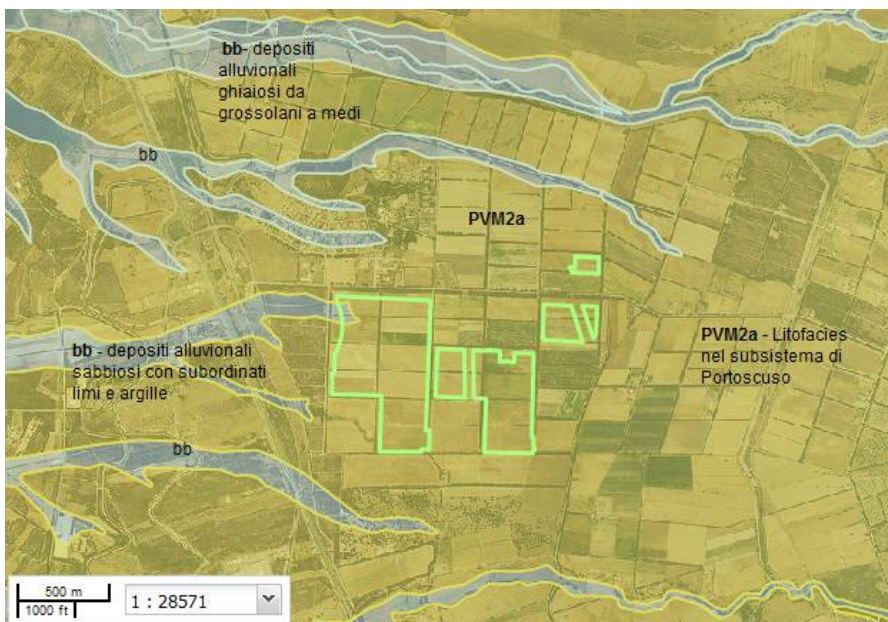 bb- depositi
alluvionali
ghiaiosi da
grossolani a medi
bb
PVM2a
bb - depositi alluvionali
sabbiosi con subordinati
limi e argille
PVM2a - Litofacies
nel subsistema di
Portoscuso
bb
500 m
1000 ft
1 : 28571